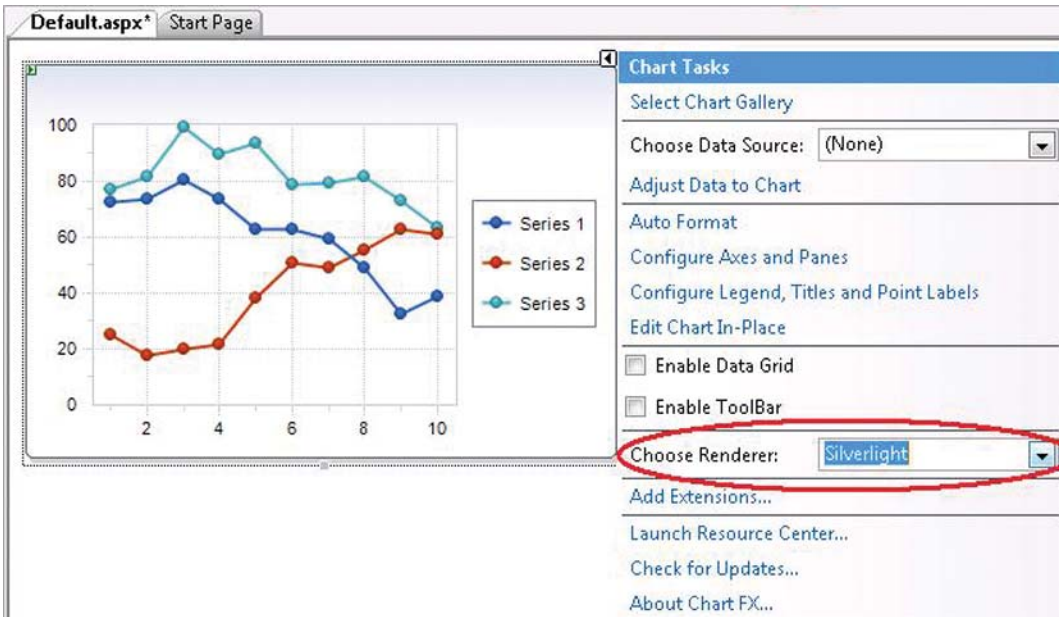 Default.aspx* Start Page
Chart Tasks
Select Chart Gallery
Choose Data Source: (None)
Adjust Data to Chart
Auto Format
Configure Axes and Panes
Configure Legend, Titles and Point Labels
Edit Chart In-Place
Enable Data Grid
Enable ToolBar
Choose Renderer: Silverlight
Add Extensions...
Launch Resource Center...
Check for Updates...
About Chart FX...
100
80
60
40
20
0
2 4 6 8 10
Series 1
Series 2
Series 3